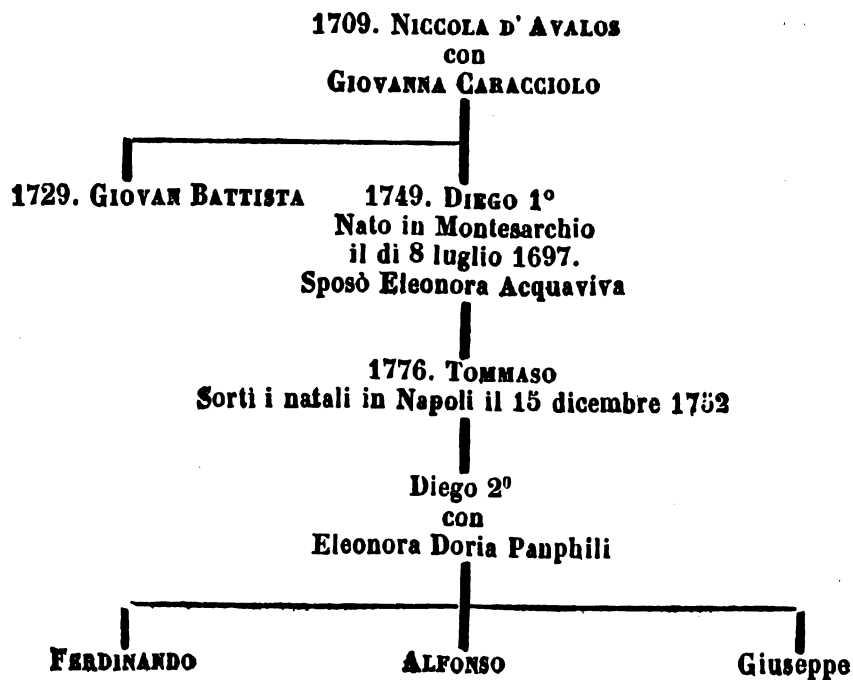 1709. NICCOLA D' AVALOS
con
GIOVANNA CARACCIOLO
1729. GIOVAN BATTISTA
1749. DIEGO 1º
Nato in Montesarchio
il dì 8 luglio 1697.
Sposò Eleonora Acquaviva
1776. TOMMASO
Sortì i natali in Napoli il 15 dicembre 1752
Diego 2º
con
Eleonora Doria Panphili
FERDINANDO
ALFONSO
Giuseppe